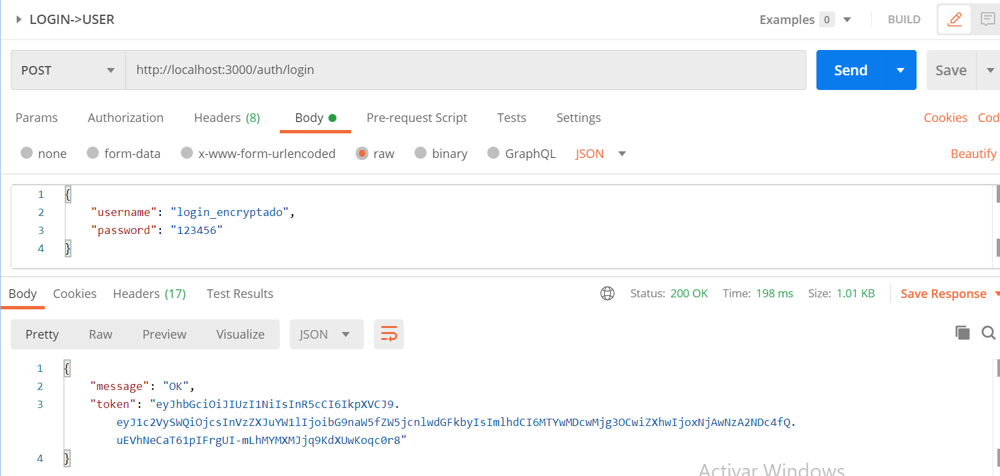 LOGIN->USER Examples 0 BUILD
POST http://localhost:3000/auth/login Send Save
Params Authorization Headers (8) Body Pre-request Script Tests Settings Cookies Cod
none form-data x-www-form-urlencoded raw binary GraphQL JSON Beautify
1 {
2 "username": "login_encryptado",
3 "password": "123456"
4 }
Body Cookies Headers (17) Test Results Status: 200 OK Time: 198 ms Size: 1.01 KB Save Response
Pretty Raw Preview Visualize JSON
1 {
2 "message": "OK",
3 "token": "eyJhbGciOiJIUzI1NiIsInR5cCI6IkpXVCJ9.
eyJ1c2VySWQiOjcsInVzZXJuYW1lIjoibG9naW5fZW5jcnlwdGFkbyIsImlhdCI6MTYwMDcwMjg3OCwiZXhwIjoxNjAwNzA2NDc4fQ.
uEVhNeCaT61pIFrgUI-mLhMYMXMJjq9KdXUwKoqc0r8"
4 }
Activar Windows